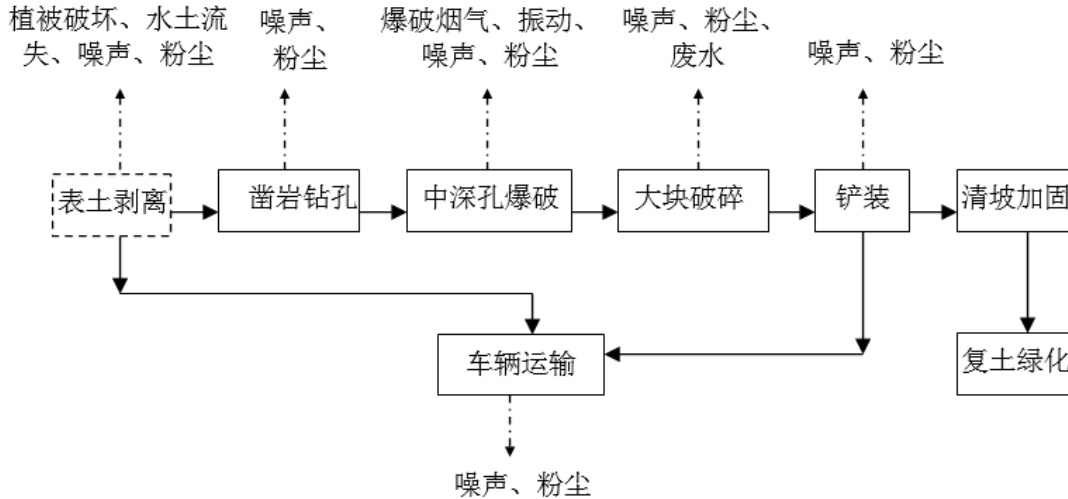 植被破坏、水土流
失、噪声、粉尘
噪声、
粉尘
爆破烟气、振动、
噪声、粉尘
噪声、粉尘、
废水
噪声、粉尘
表土剥离
凿岩钻孔
中深孔爆破
大块破碎
铲装
清坡加固
车辆运输
复土绿化
噪声、粉尘